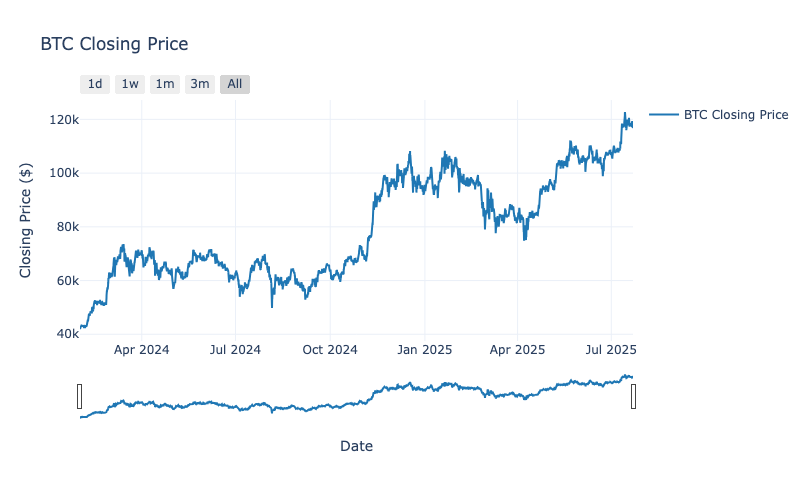 BTC Closing Price
1d 1w 1m 3m All
BTC Closing Price
Closing Price ($)
120k
100k
80k
60k
40k
Apr 2024 Jul 2024 Oct 2024 Jan 2025 Apr 2025 Jul 2025
Date